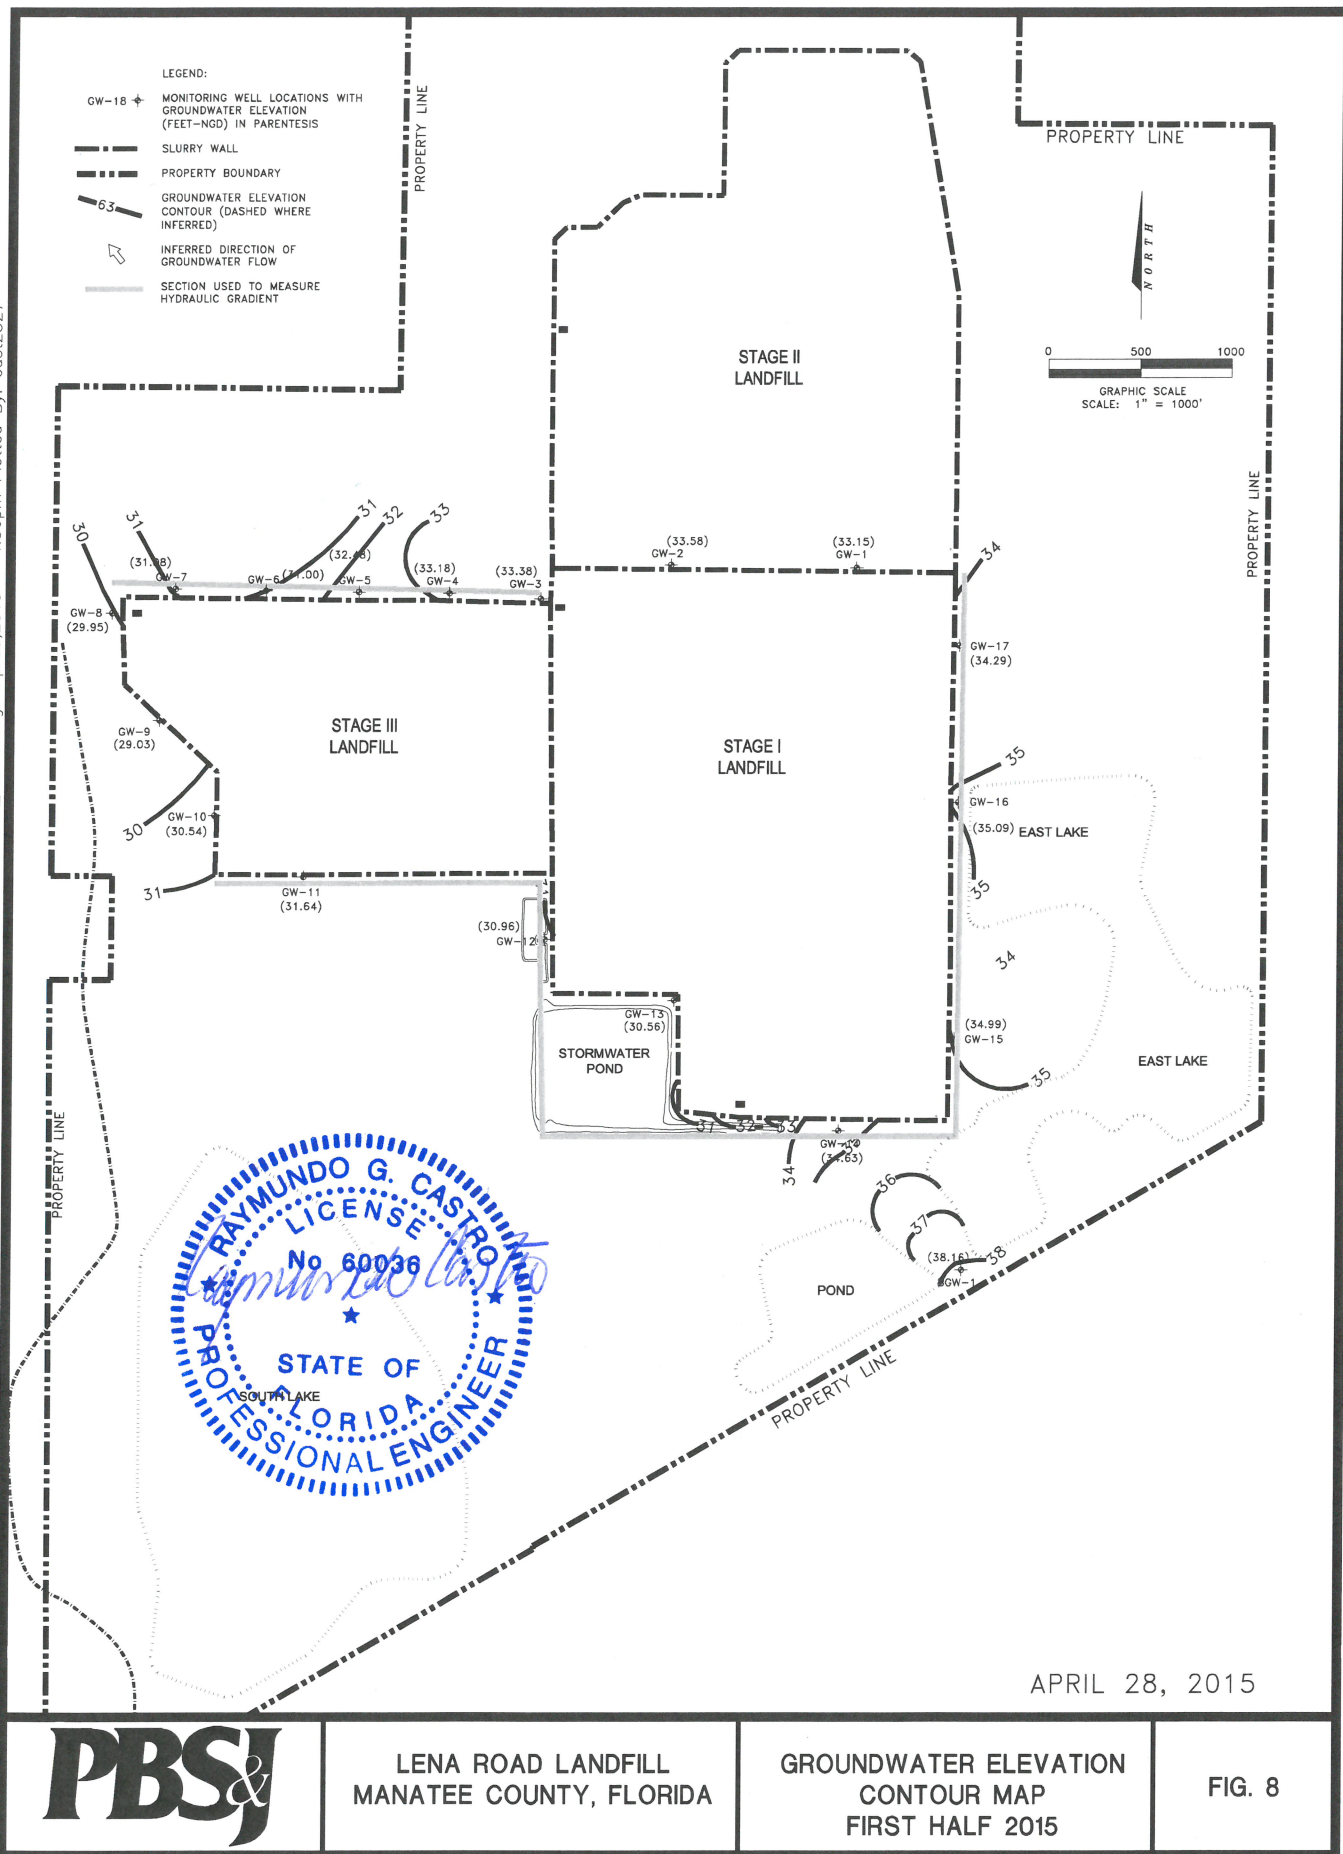 LEGEND:
GW-18
MONITORING WELL LOCATIONS WITH
GROUNDWATER ELEVATION
(FEET-NGD) IN PARENTESIS
SLURRY WALL
PROPERTY BOUNDARY
63
GROUNDWATER ELEVATION
CONTOUR (DASHED WHERE
INFERRED)
INFERRED DIRECTION OF
GROUNDWATER FLOW
SECTION USED TO MEASURE
HYDRAULIC GRADIENT
PROPERTY LINE
PROPERTY LINE
NORTH
0 500 1000
GRAPHIC SCALE
SCALE: 1" = 1000'
STAGE II
LANDFILL
PROPERTY LINE
30
31
31
32
33
34
(33.58)
GW-2
(33.15)
GW-1
GW-7
GW-6
(31.00)
GW-5
(33.18)
GW-4
(33.38)
GW-3
GW-8
(29.95)
GW-17
(34.29)
GW-9
(29.03)
STAGE III
LANDFILL
STAGE I
LANDFILL
35
GW-16
(35.09)
EAST LAKE
GW-10
(30.54)
30
31
GW-11
(31.64)
35
(30.96)
GW-12
34
GW-13
(30.56)
(34.99)
GW-15
STORMWATER
POND
EAST LAKE
35
31
32
33
34
36
37
(38.16)
38
POND
PROPERTY LINE
PROPERTY LINE
RAYMUNDO G. CASTRO
LICENSE
No 60036
STATE OF
FLORIDA
PROFESSIONAL ENGINEER
SOUTH LAKE
APRIL 28, 2015
PBS&J
LENA ROAD LANDFILL
MANATEE COUNTY, FLORIDA
GROUNDWATER ELEVATION
CONTOUR MAP
FIRST HALF 2015
FIG. 8